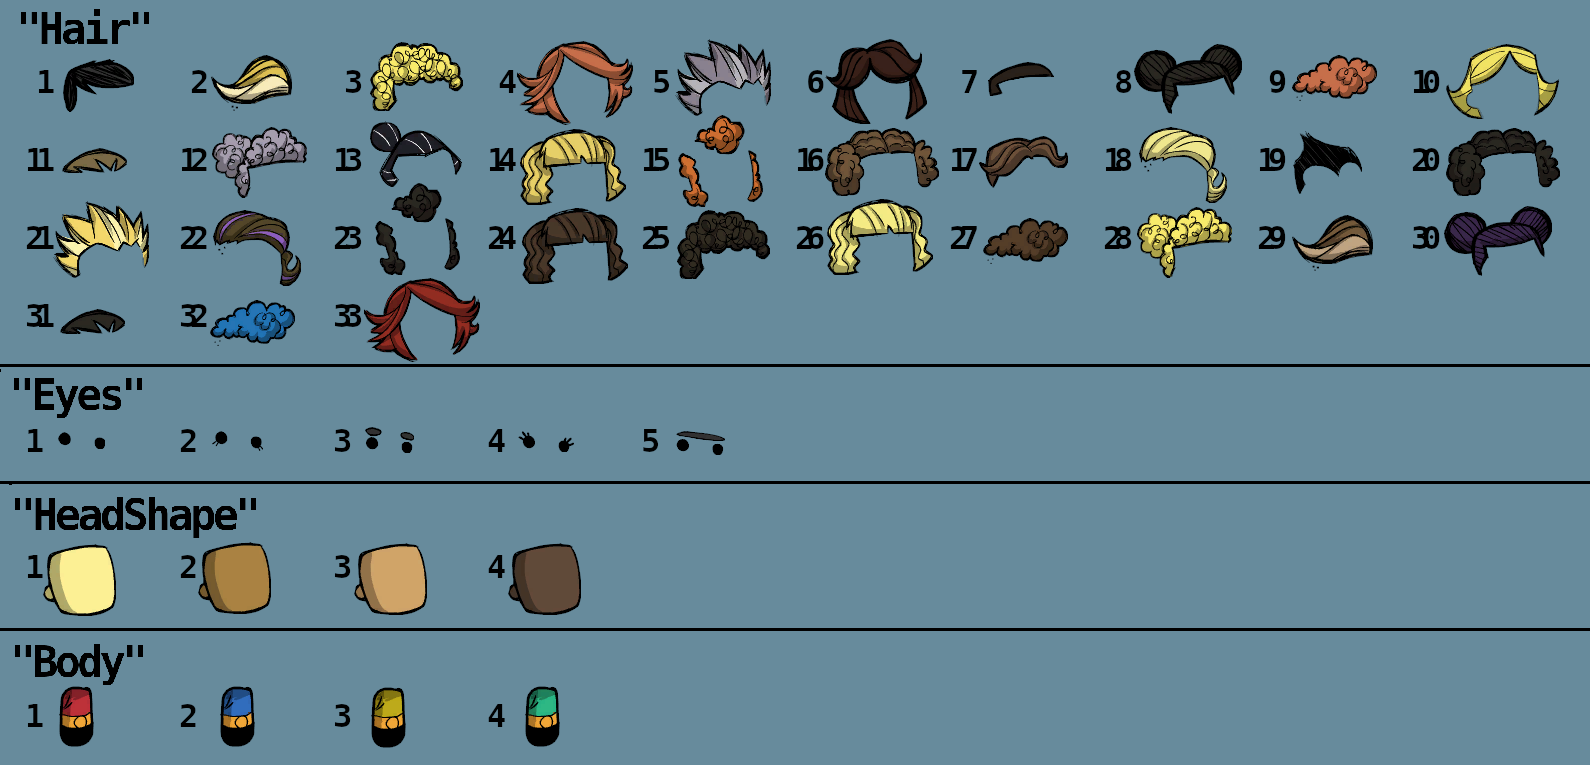 "Hair"
1 2 3 4 5 6 7 8 9 10
11 12 13 14 15 16 17 18 19 20
21 22 23 24 25 26 27 28 29 30
31 32 33
"Eyes"
1 2 3 4 5
"HeadShape"
1 2 3 4
"Body"
1 2 3 4